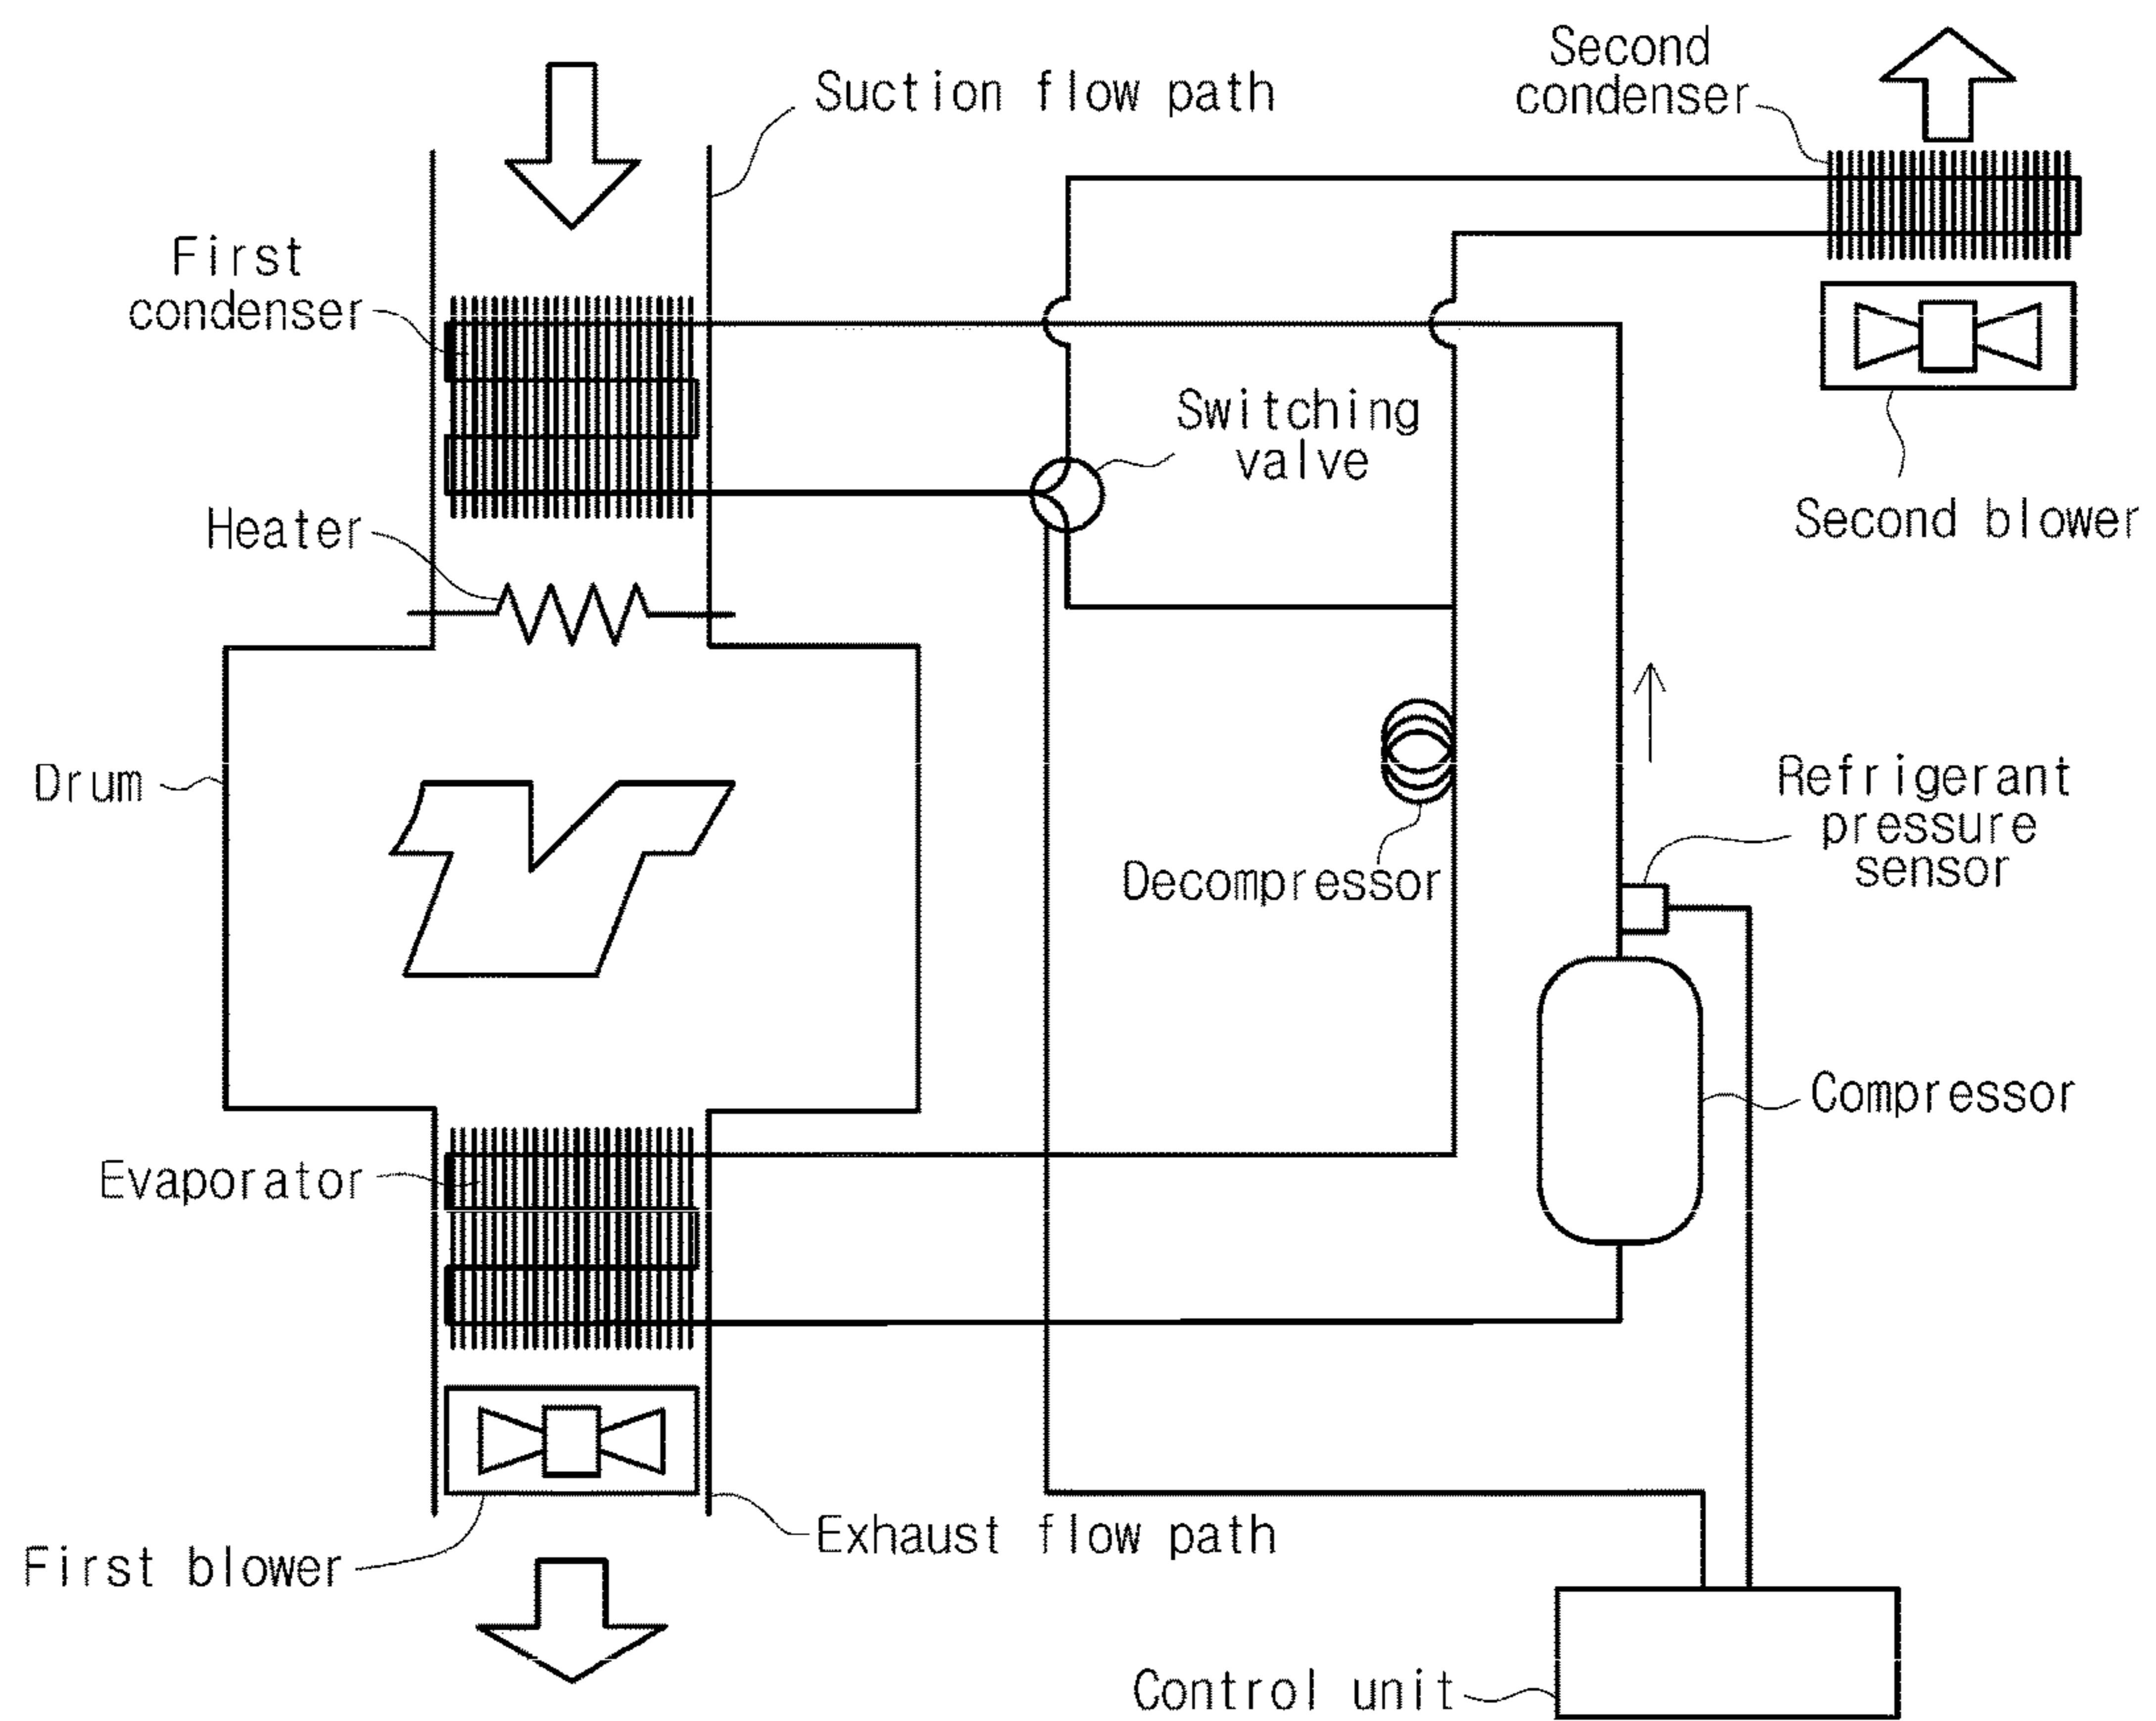 Second
condenser
Suction flow path
First
condenser
Switching
valve
Heater
Second blower
Drum
Refrigerant
pressure
sensor
Decompressor
Compressor
Evaporator
Exhaust flow path
First blower
Control unit